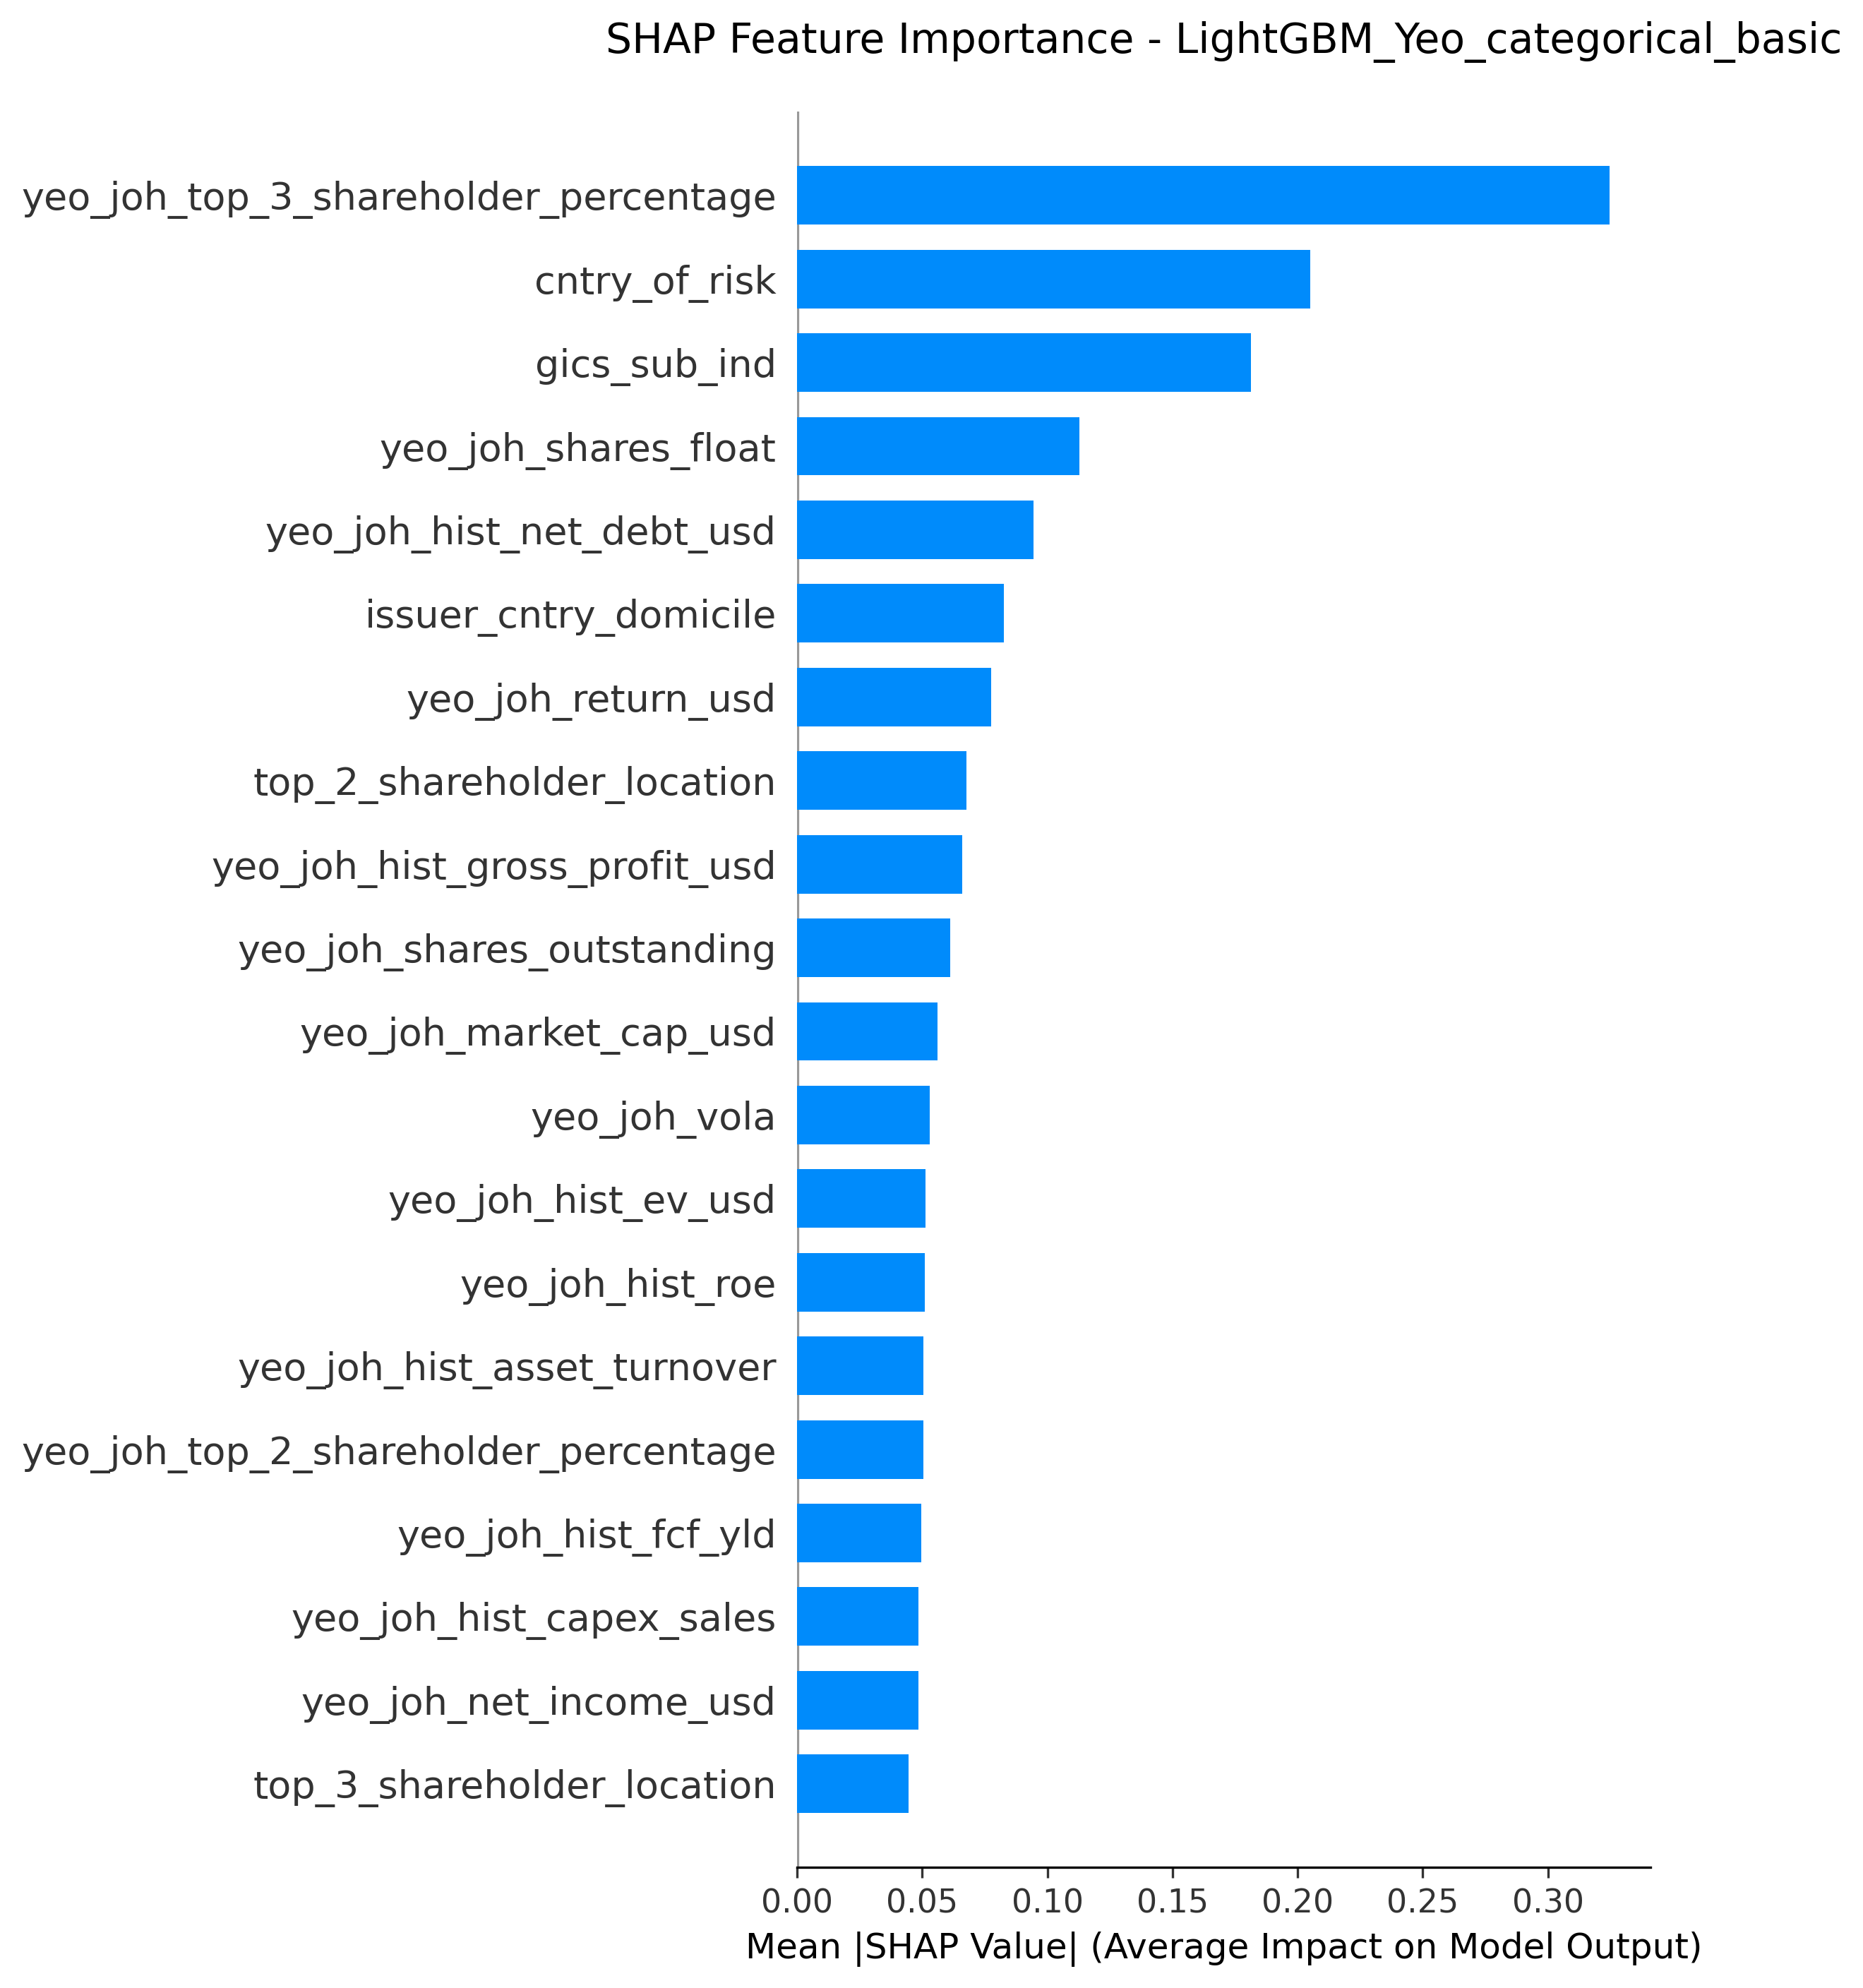 SHAP Feature Importance - LightGBM_Yeo_categorical_basic
yeo_joh_top_3_shareholder_percentage
cntry_of_risk
gics_sub_ind
yeo_joh_shares_float
yeo_joh_hist_net_debt_usd
issuer_cntry_domicile
yeo_joh_return_usd
top_2_shareholder_location
yeo_joh_hist_gross_profit_usd
yeo_joh_shares_outstanding
yeo_joh_market_cap_usd
yeo_joh_vola
yeo_joh_hist_ev_usd
yeo_joh_hist_roe
yeo_joh_hist_asset_turnover
yeo_joh_top_2_shareholder_percentage
yeo_joh_hist_fcf_yld
yeo_joh_hist_capex_sales
yeo_joh_net_income_usd
top_3_shareholder_location
0.00 0.05 0.10 0.15 0.20 0.25 0.30
Mean |SHAP Value| (Average Impact on Model Output)